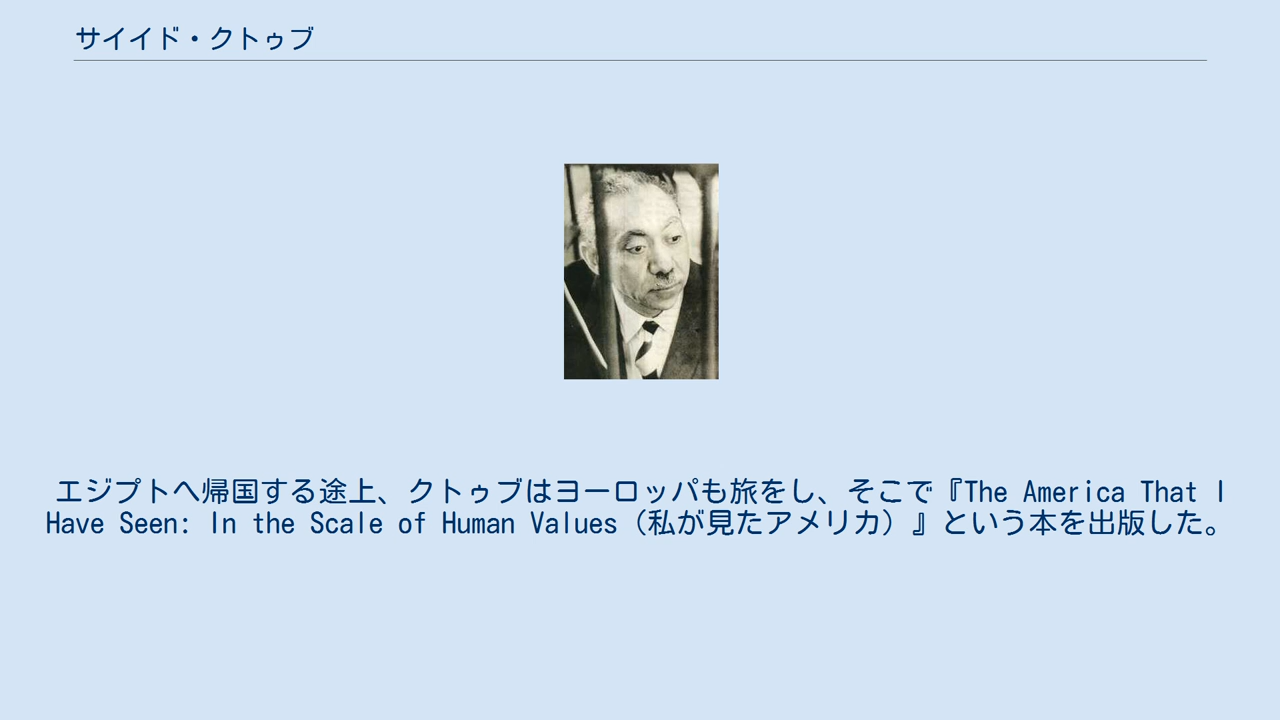 サイイド・クトゥブ
エジプトへ帰国する途上、クトゥブはヨーロッパも旅をし、そこで『The America That I
Have Seen: In the Scale of Human Values（私が見たアメリカ）』という本を出版した。